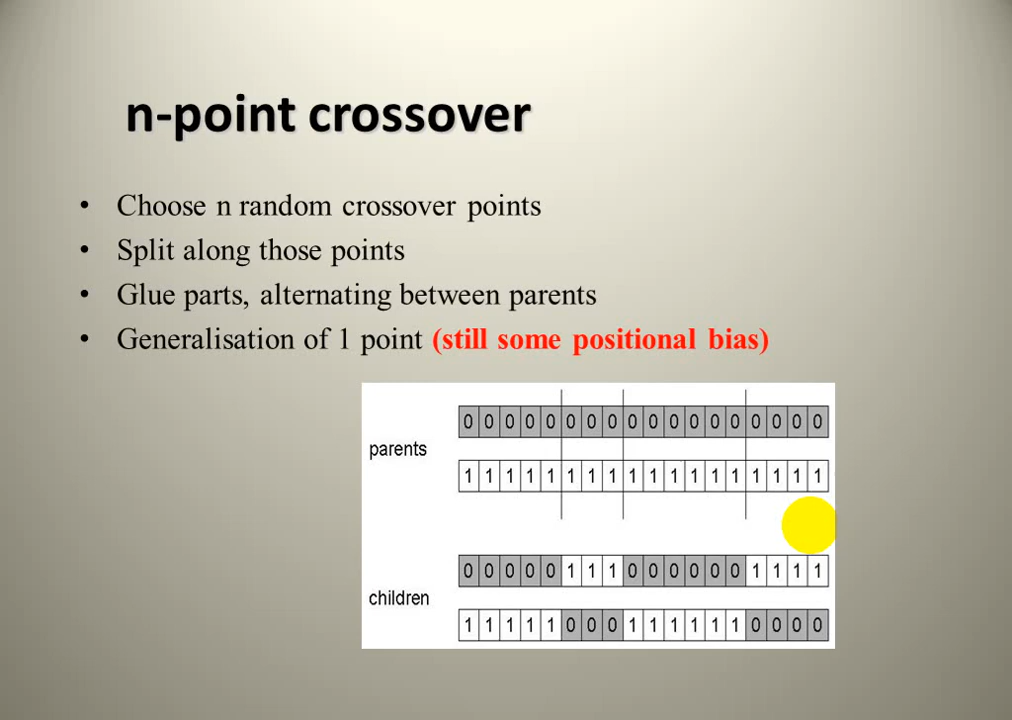 n-point crossover
• Choose n random crossover points
• Split along those points
• Glue parts, alternating between parents
• Generalisation of 1 point (still some positional bias)
0 0 0 0 0 0 0 0 0 0 0 0 0 0 0 0 0 0
parents
1 1 1 1 1 1 1 1 1 1 1 1 1 1 1 1 1 1
0 0 0 0 0 1 1 1 0 0 0 0 0 0 1 1 1 1
children
1 1 1 1 1 0 0 0 1 1 1 1 1 1 0 0 0 0